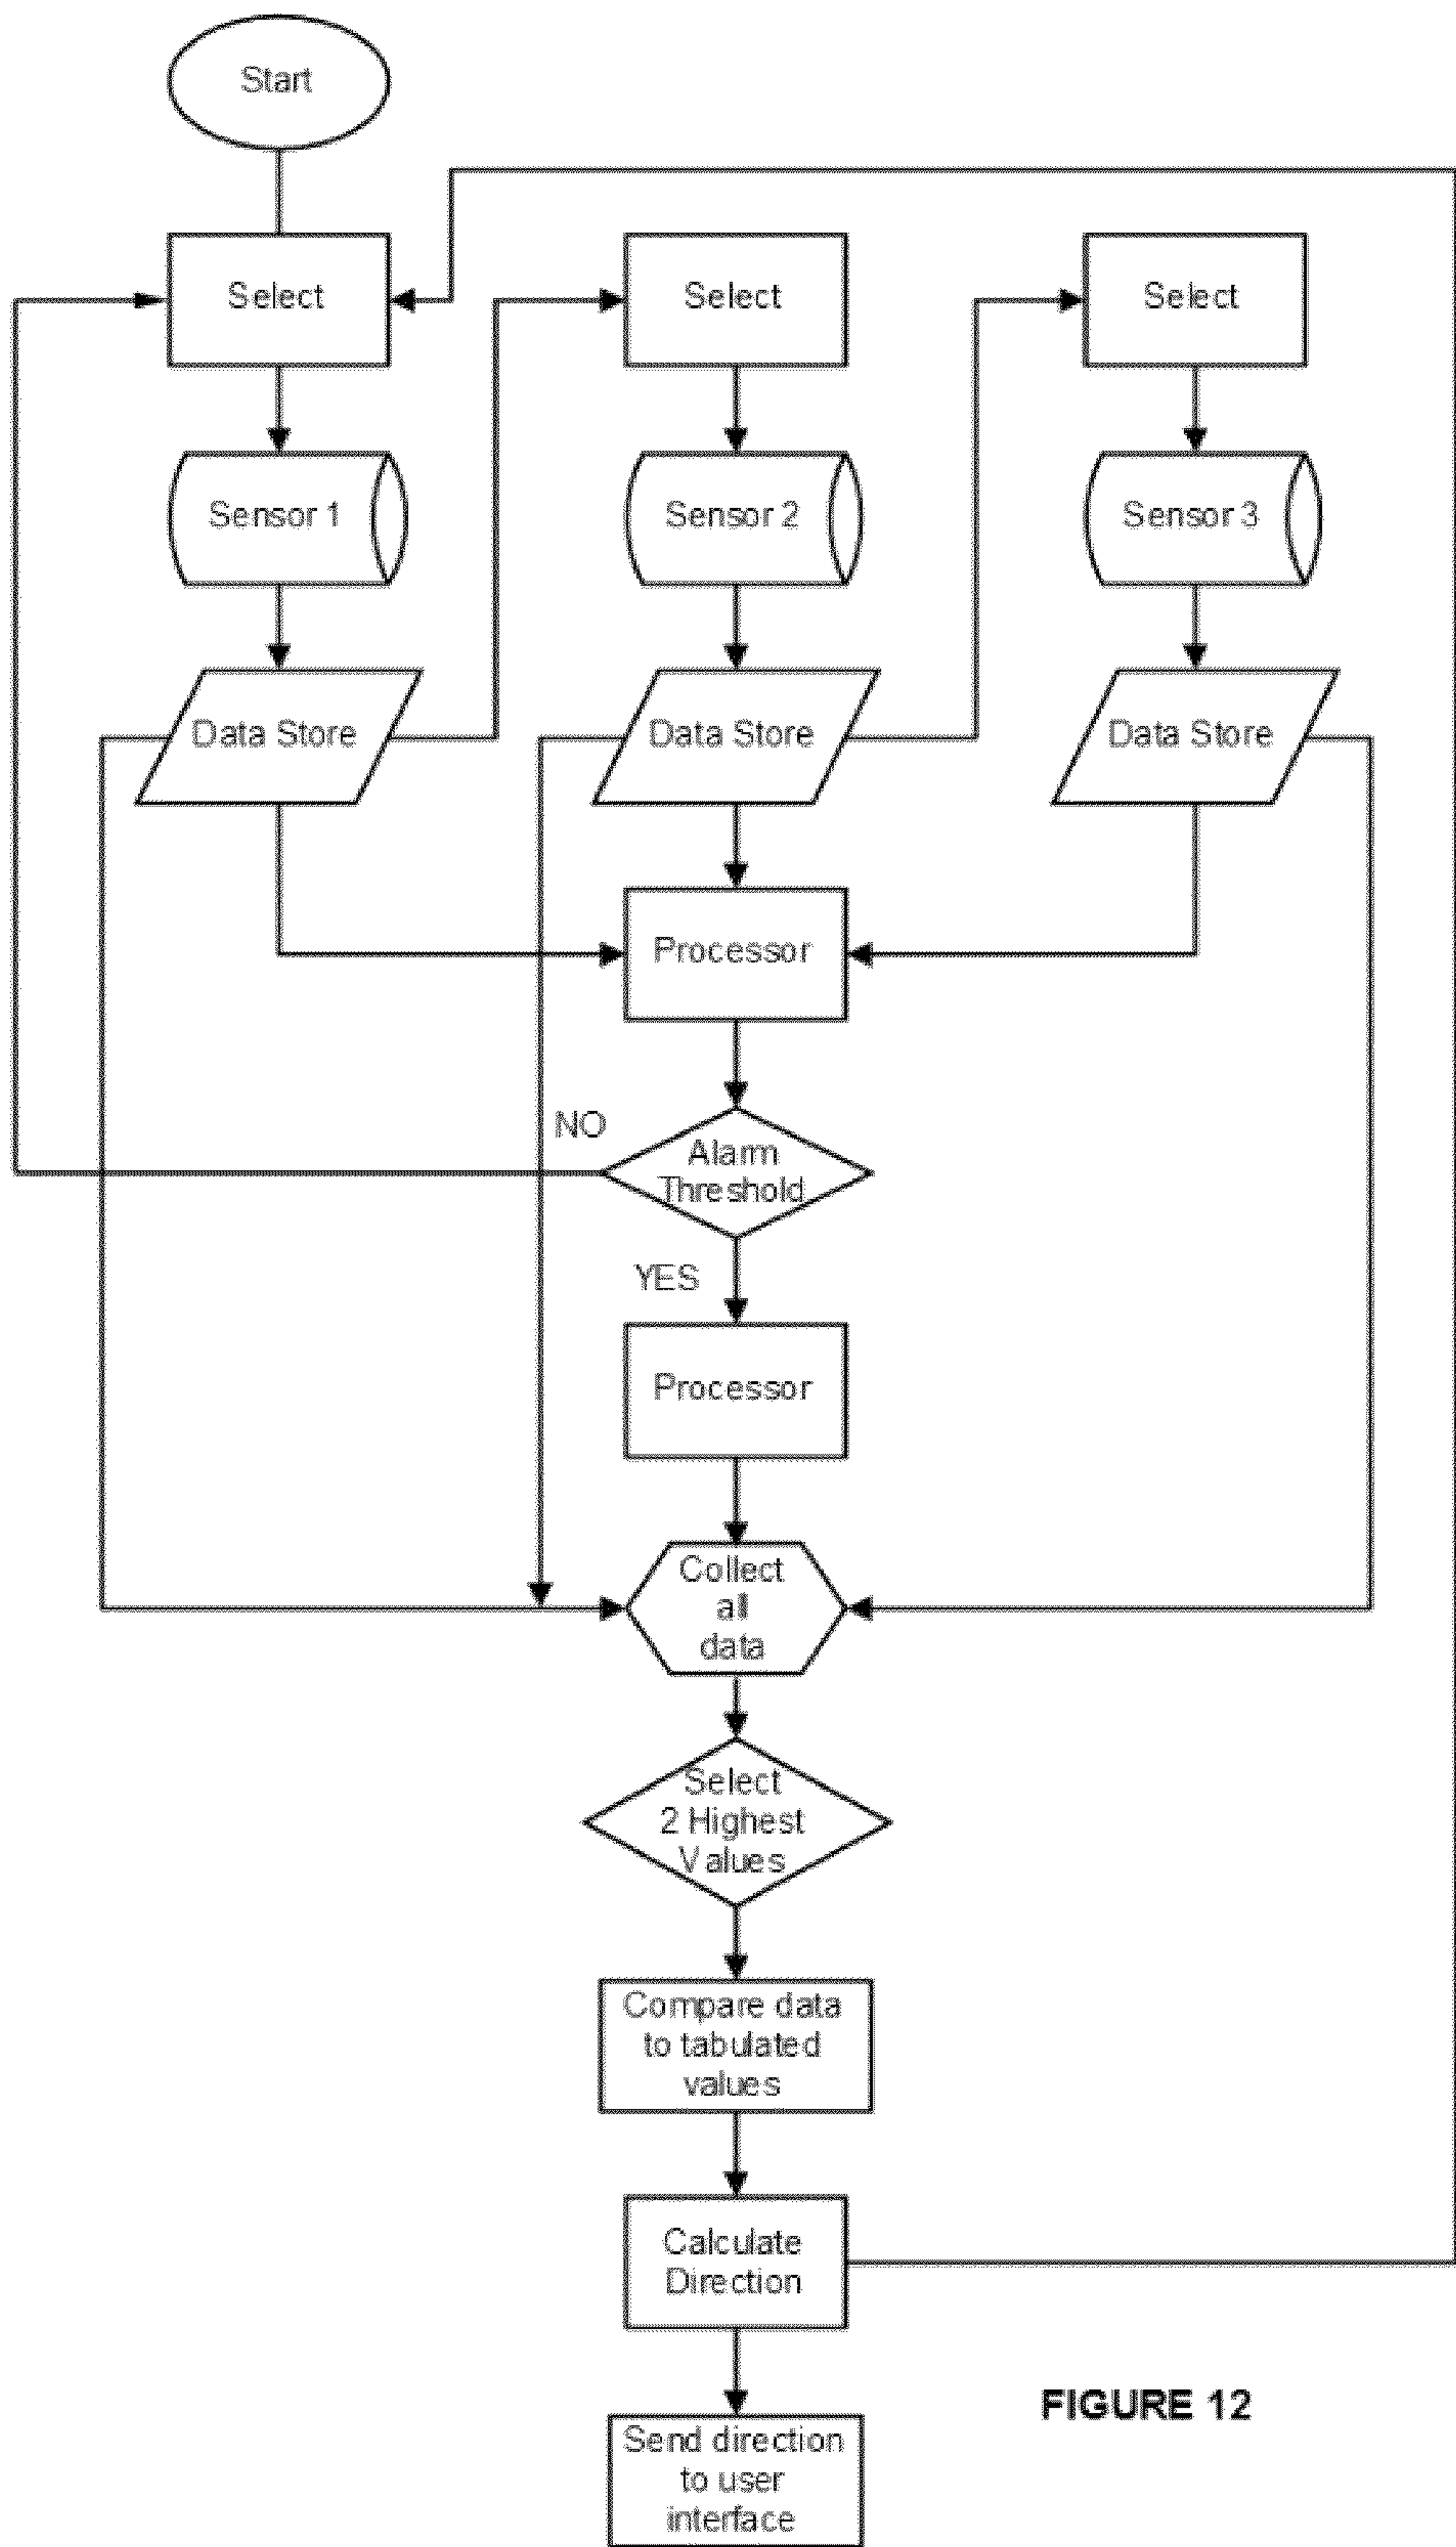 Start
Select
Select
Select
Sensor 1
Sensor 2
Sensor 3
Data Store
Data Store
Data Store
Processor
NO
Alarm
Threshold
YES
Processor
Collect
all
data
Select
2 Highest
Values
Compare data
to tabulated
values
Calculate
Direction
FIGURE 12
Send direction
to user
interface